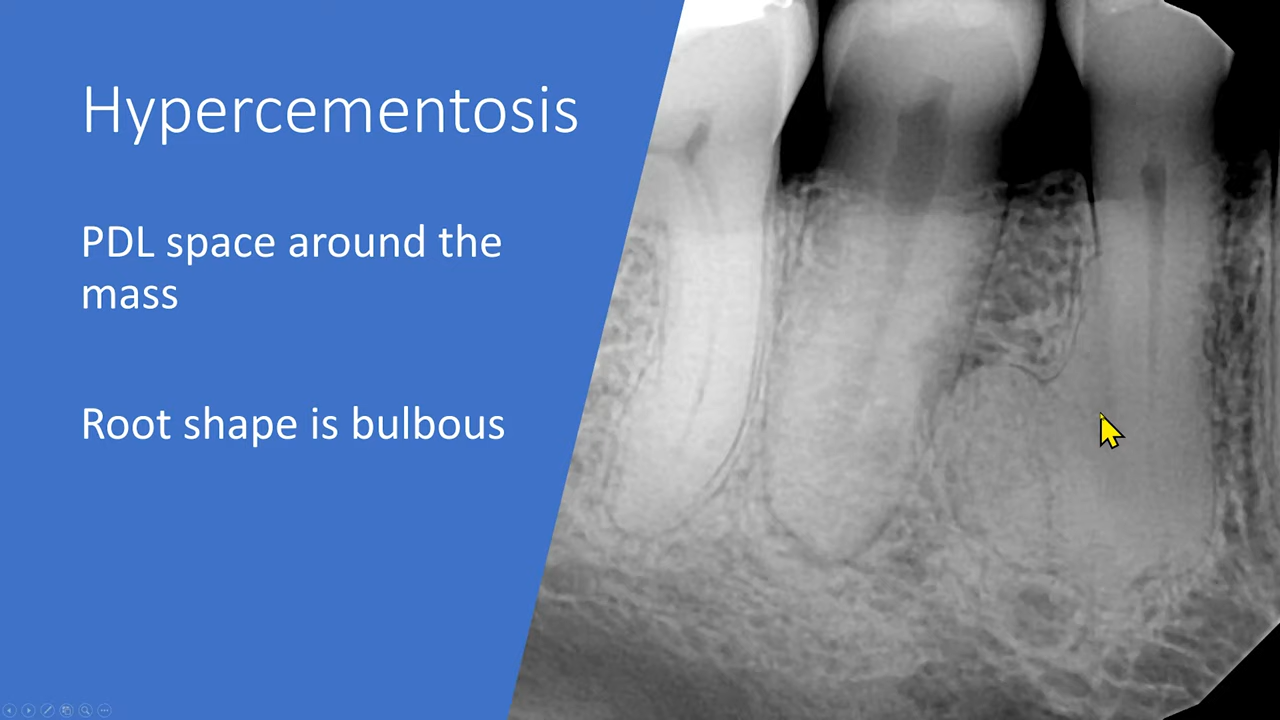 Hypercementosis
PDL space around the
mass
Root shape is bulbous